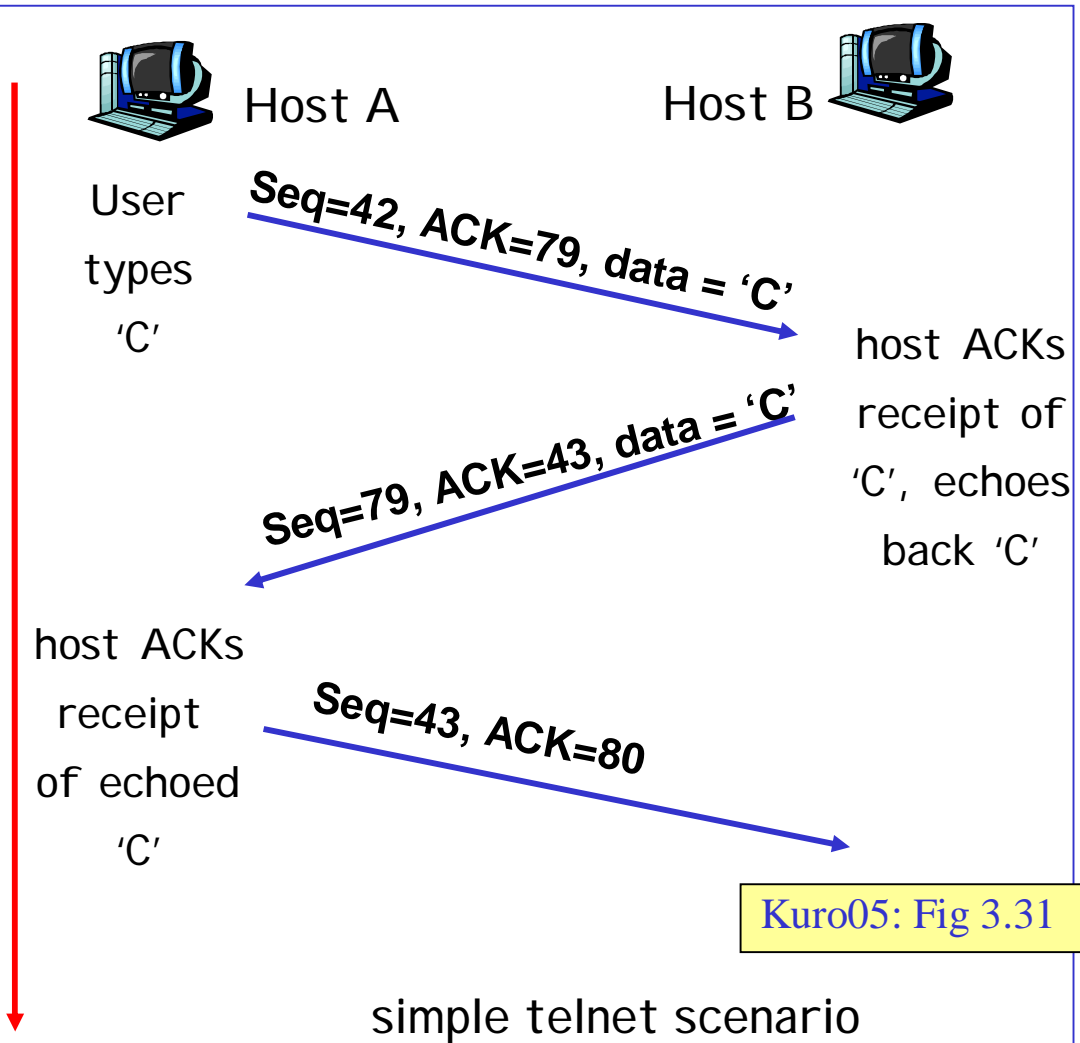 Host A
Host B
User
types
‘C’
Seq=42, ACK=79, data = ‘C’
host ACKs
receipt of
‘C’, echoes
back ‘C’
Seq=79, ACK=43, data = ‘C’
host ACKs
receipt
of echoed
‘C’
Seq=43, ACK=80
Kuro05: Fig 3.31
simple telnet scenario